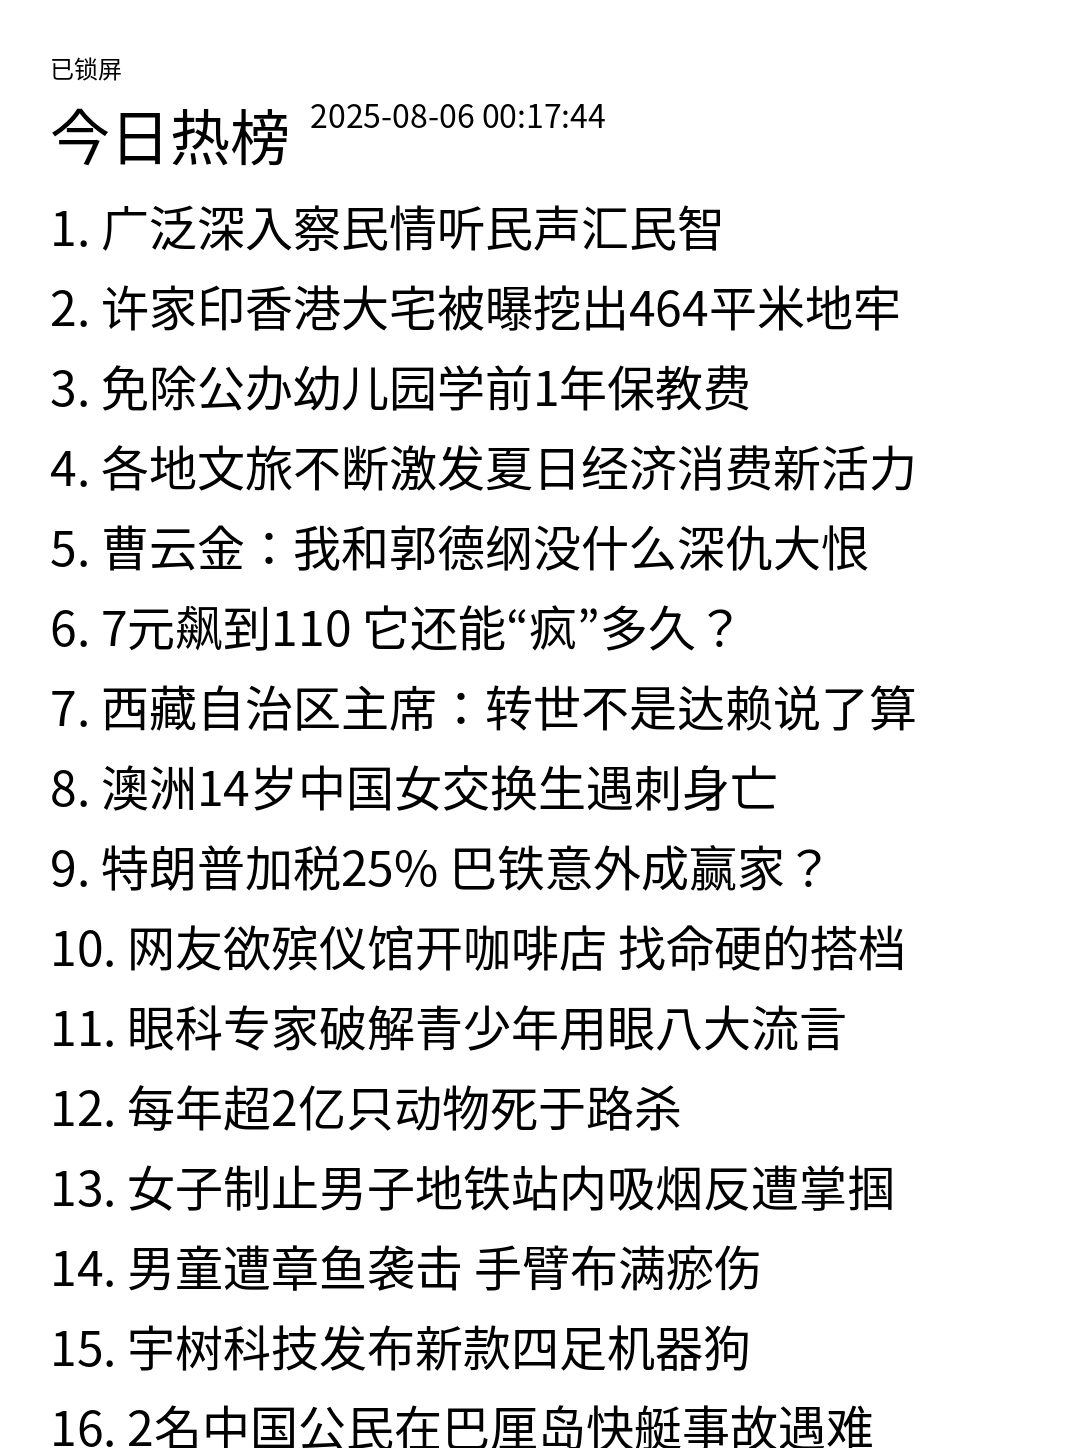 已锁屏
今日热榜 2025-08-06 00:17:44
1. 广泛深入察民情听民声汇民智
2. 许家印香港大宅被曝挖出464平米地牢
3. 免除公办幼儿园学前1年保教费
4. 各地文旅不断激发夏日经济消费新活力
5. 曹云金：我和郭德纲没什么深仇大恨
6. 7元飙到110 它还能“疯”多久？
7. 西藏自治区主席：转世不是达赖说了算
8. 澳洲14岁中国女交换生遇刺身亡
9. 特朗普加税25% 巴铁意外成赢家？
10. 网友欲殡仪馆开咖啡店 找命硬的搭档
11. 眼科专家破解青少年用眼八大流言
12. 每年超2亿只动物死于路杀
13. 女子制止男子地铁站内吸烟反遭掌掴
14. 男童遭章鱼袭击 手臂布满瘀伤
15. 宇树科技发布新款四足机器狗
16. 2名中国公民在巴厘岛快艇事故遇难